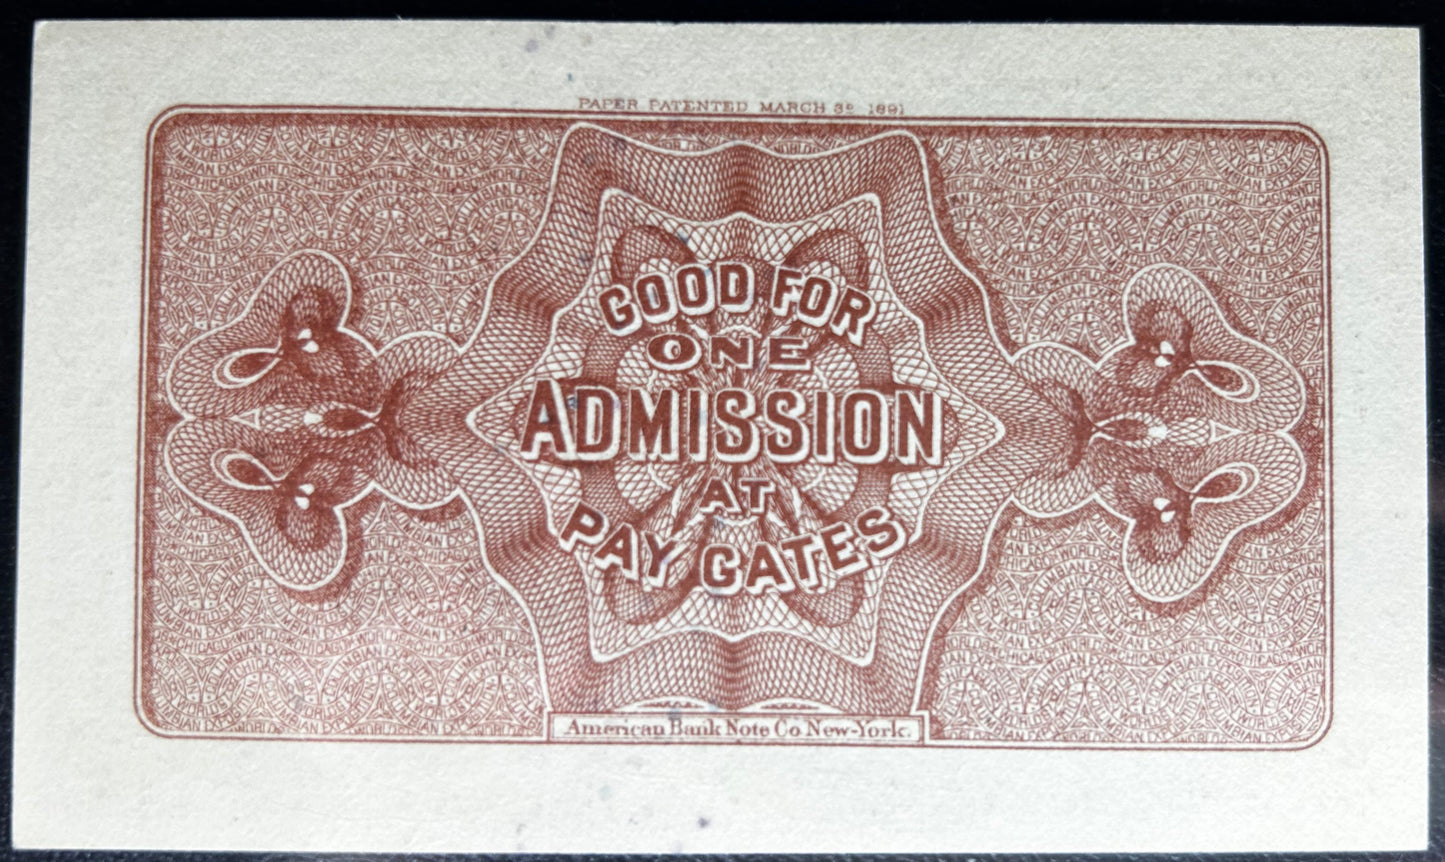 PAPER PATENTED MARCH 3D 1891
GOOD FOR
ONE
ADMISSION
AT
PAY GATES
American Bank Note Co New-York.